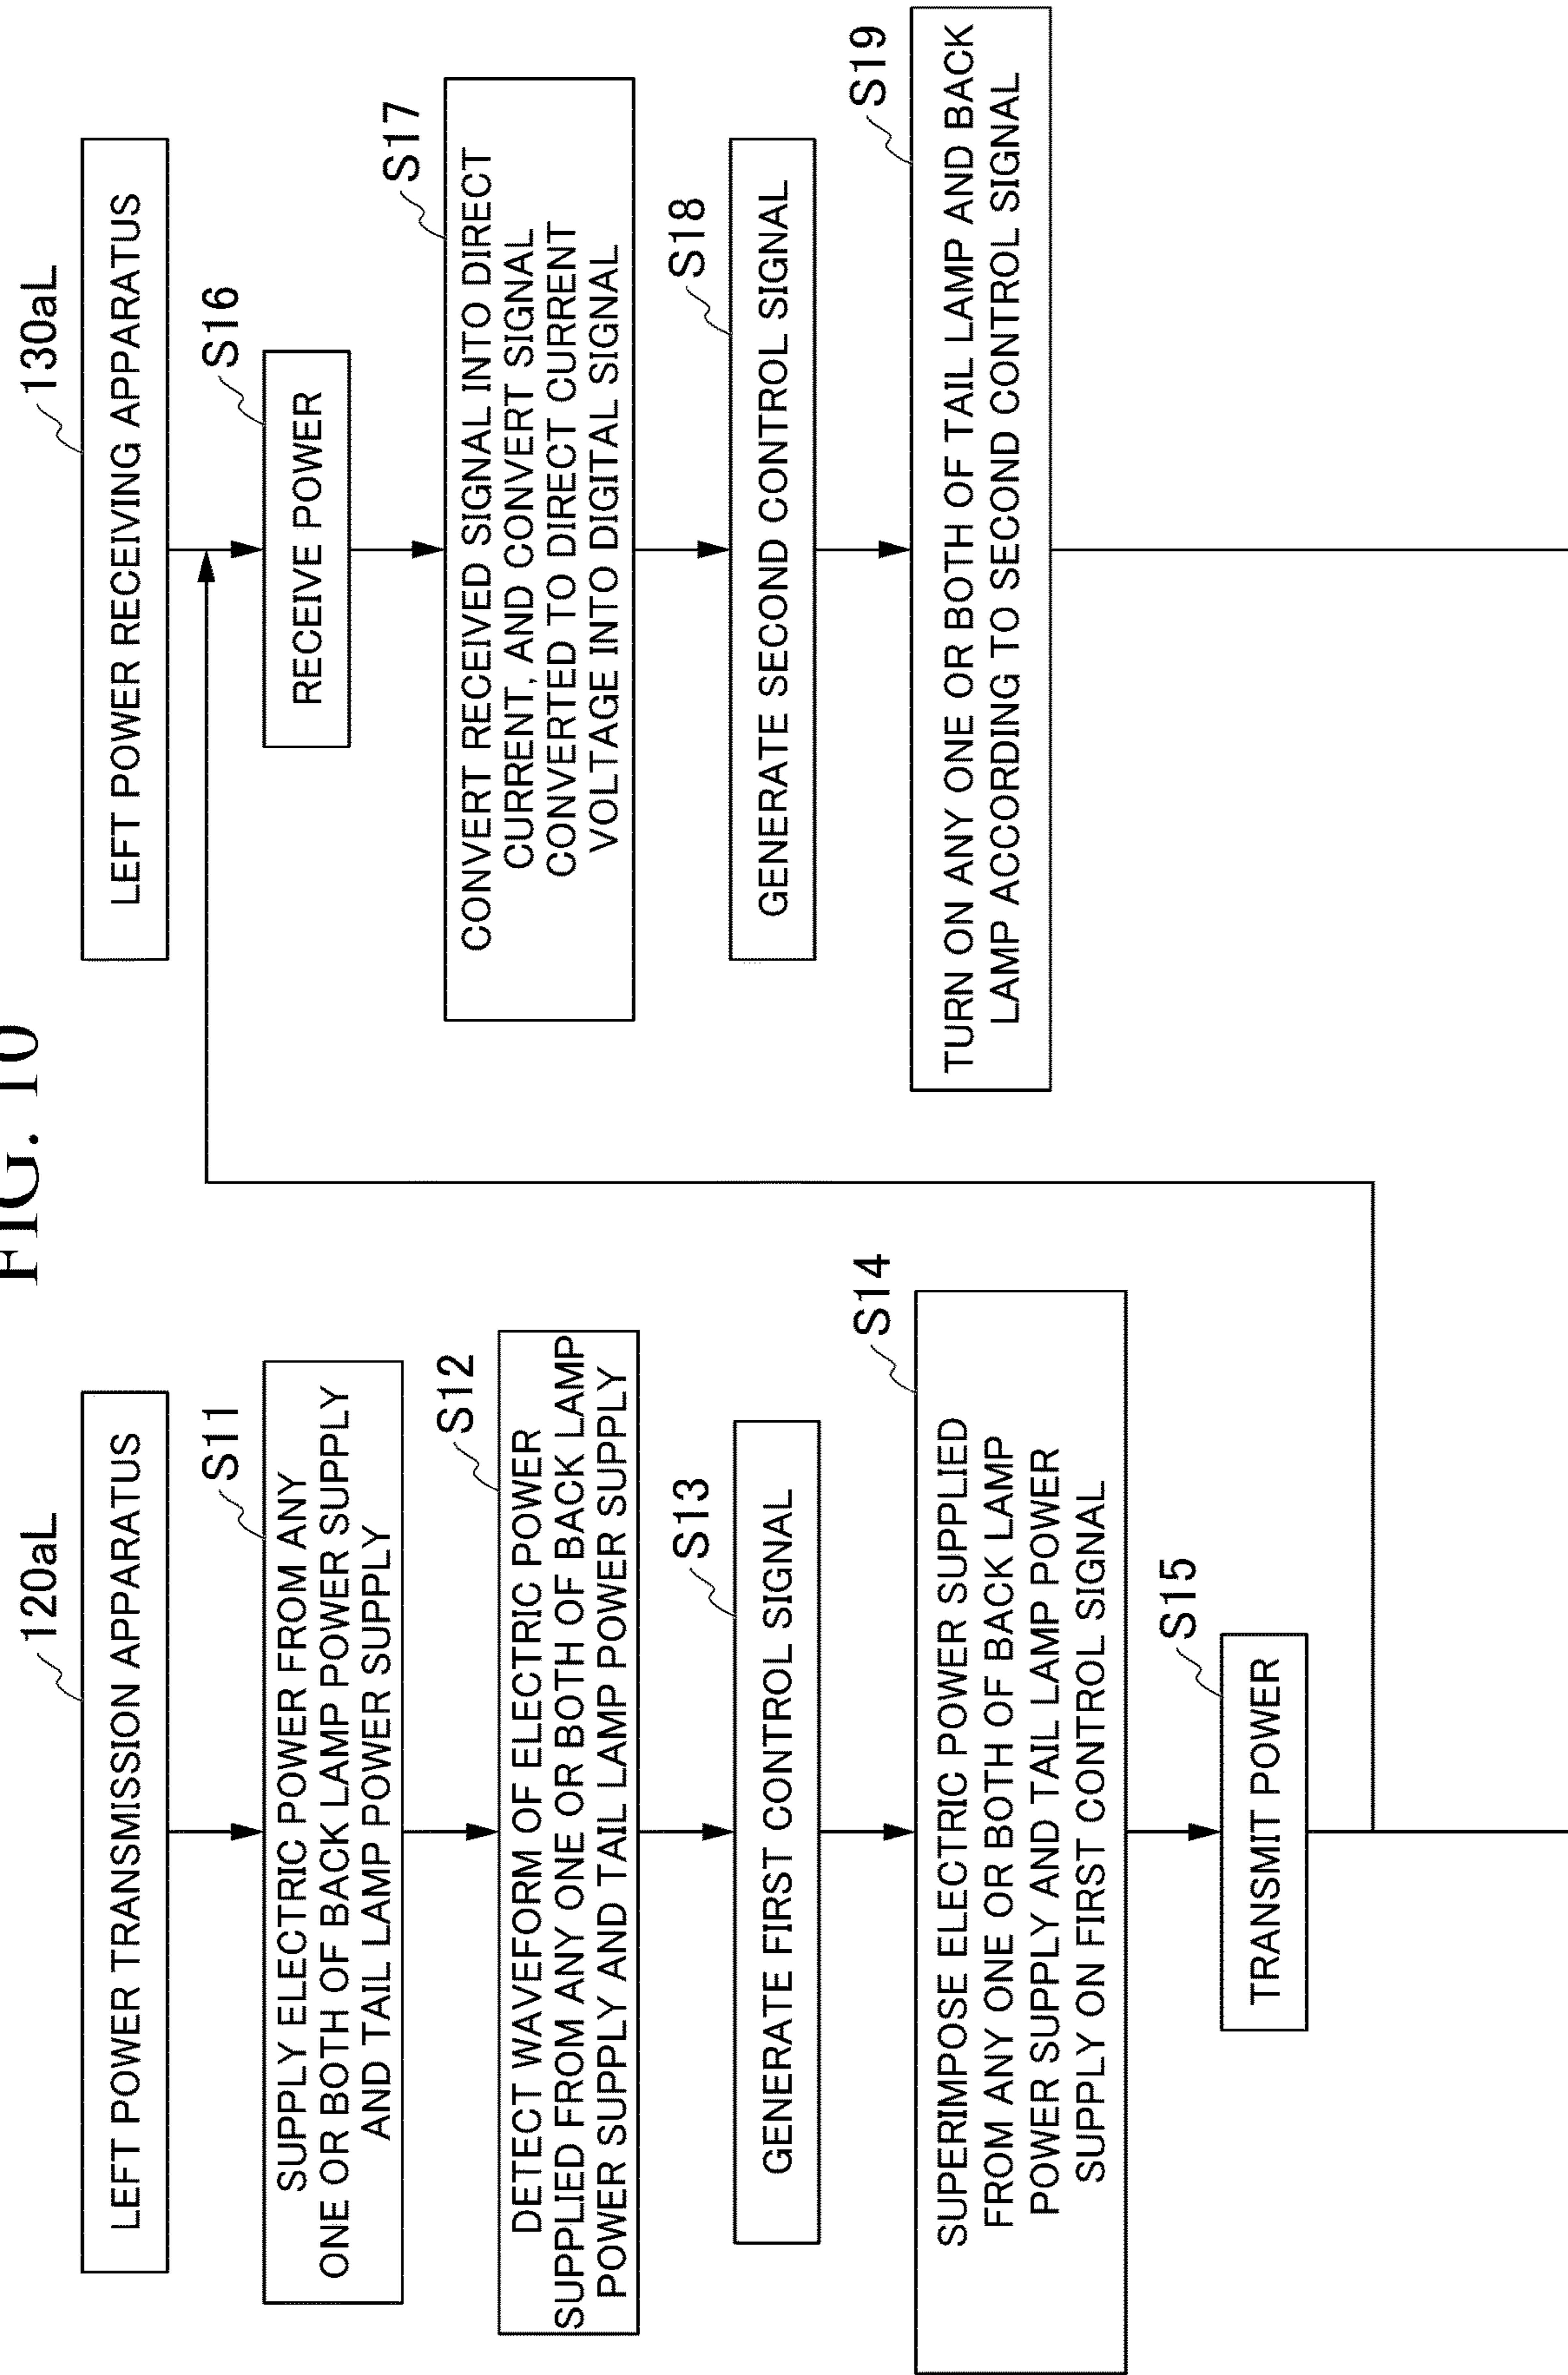 FIG. 10
120aL
LEFT POWER TRANSMISSION APPARATUS
S11
SUPPLY ELECTRIC POWER FROM ANY
ONE OR BOTH OF BACK LAMP POWER SUPPLY
AND TAIL LAMP POWER SUPPLY
S12
DETECT WAVEFORM OF ELECTRIC POWER
SUPPLIED FROM ANY ONE OR BOTH OF BACK LAMP
POWER SUPPLY AND TAIL LAMP POWER SUPPLY
S13
GENERATE FIRST CONTROL SIGNAL
S14
SUPERIMPOSE ELECTRIC POWER SUPPLIED
FROM ANY ONE OR BOTH OF BACK LAMP
POWER SUPPLY AND TAIL LAMP POWER
SUPPLY ON FIRST CONTROL SIGNAL
S15
TRANSMIT POWER
130aL
LEFT POWER RECEIVING APPARATUS
S16
RECEIVE POWER
S17
CONVERT RECEIVED SIGNAL INTO DIRECT
CURRENT, AND CONVERT SIGNAL
CONVERTED TO DIRECT CURRENT
VOLTAGE INTO DIGITAL SIGNAL
S18
GENERATE SECOND CONTROL SIGNAL
S19
TURN ON ANY ONE OR BOTH OF TAIL LAMP AND BACK
LAMP ACCORDING TO SECOND CONTROL SIGNAL